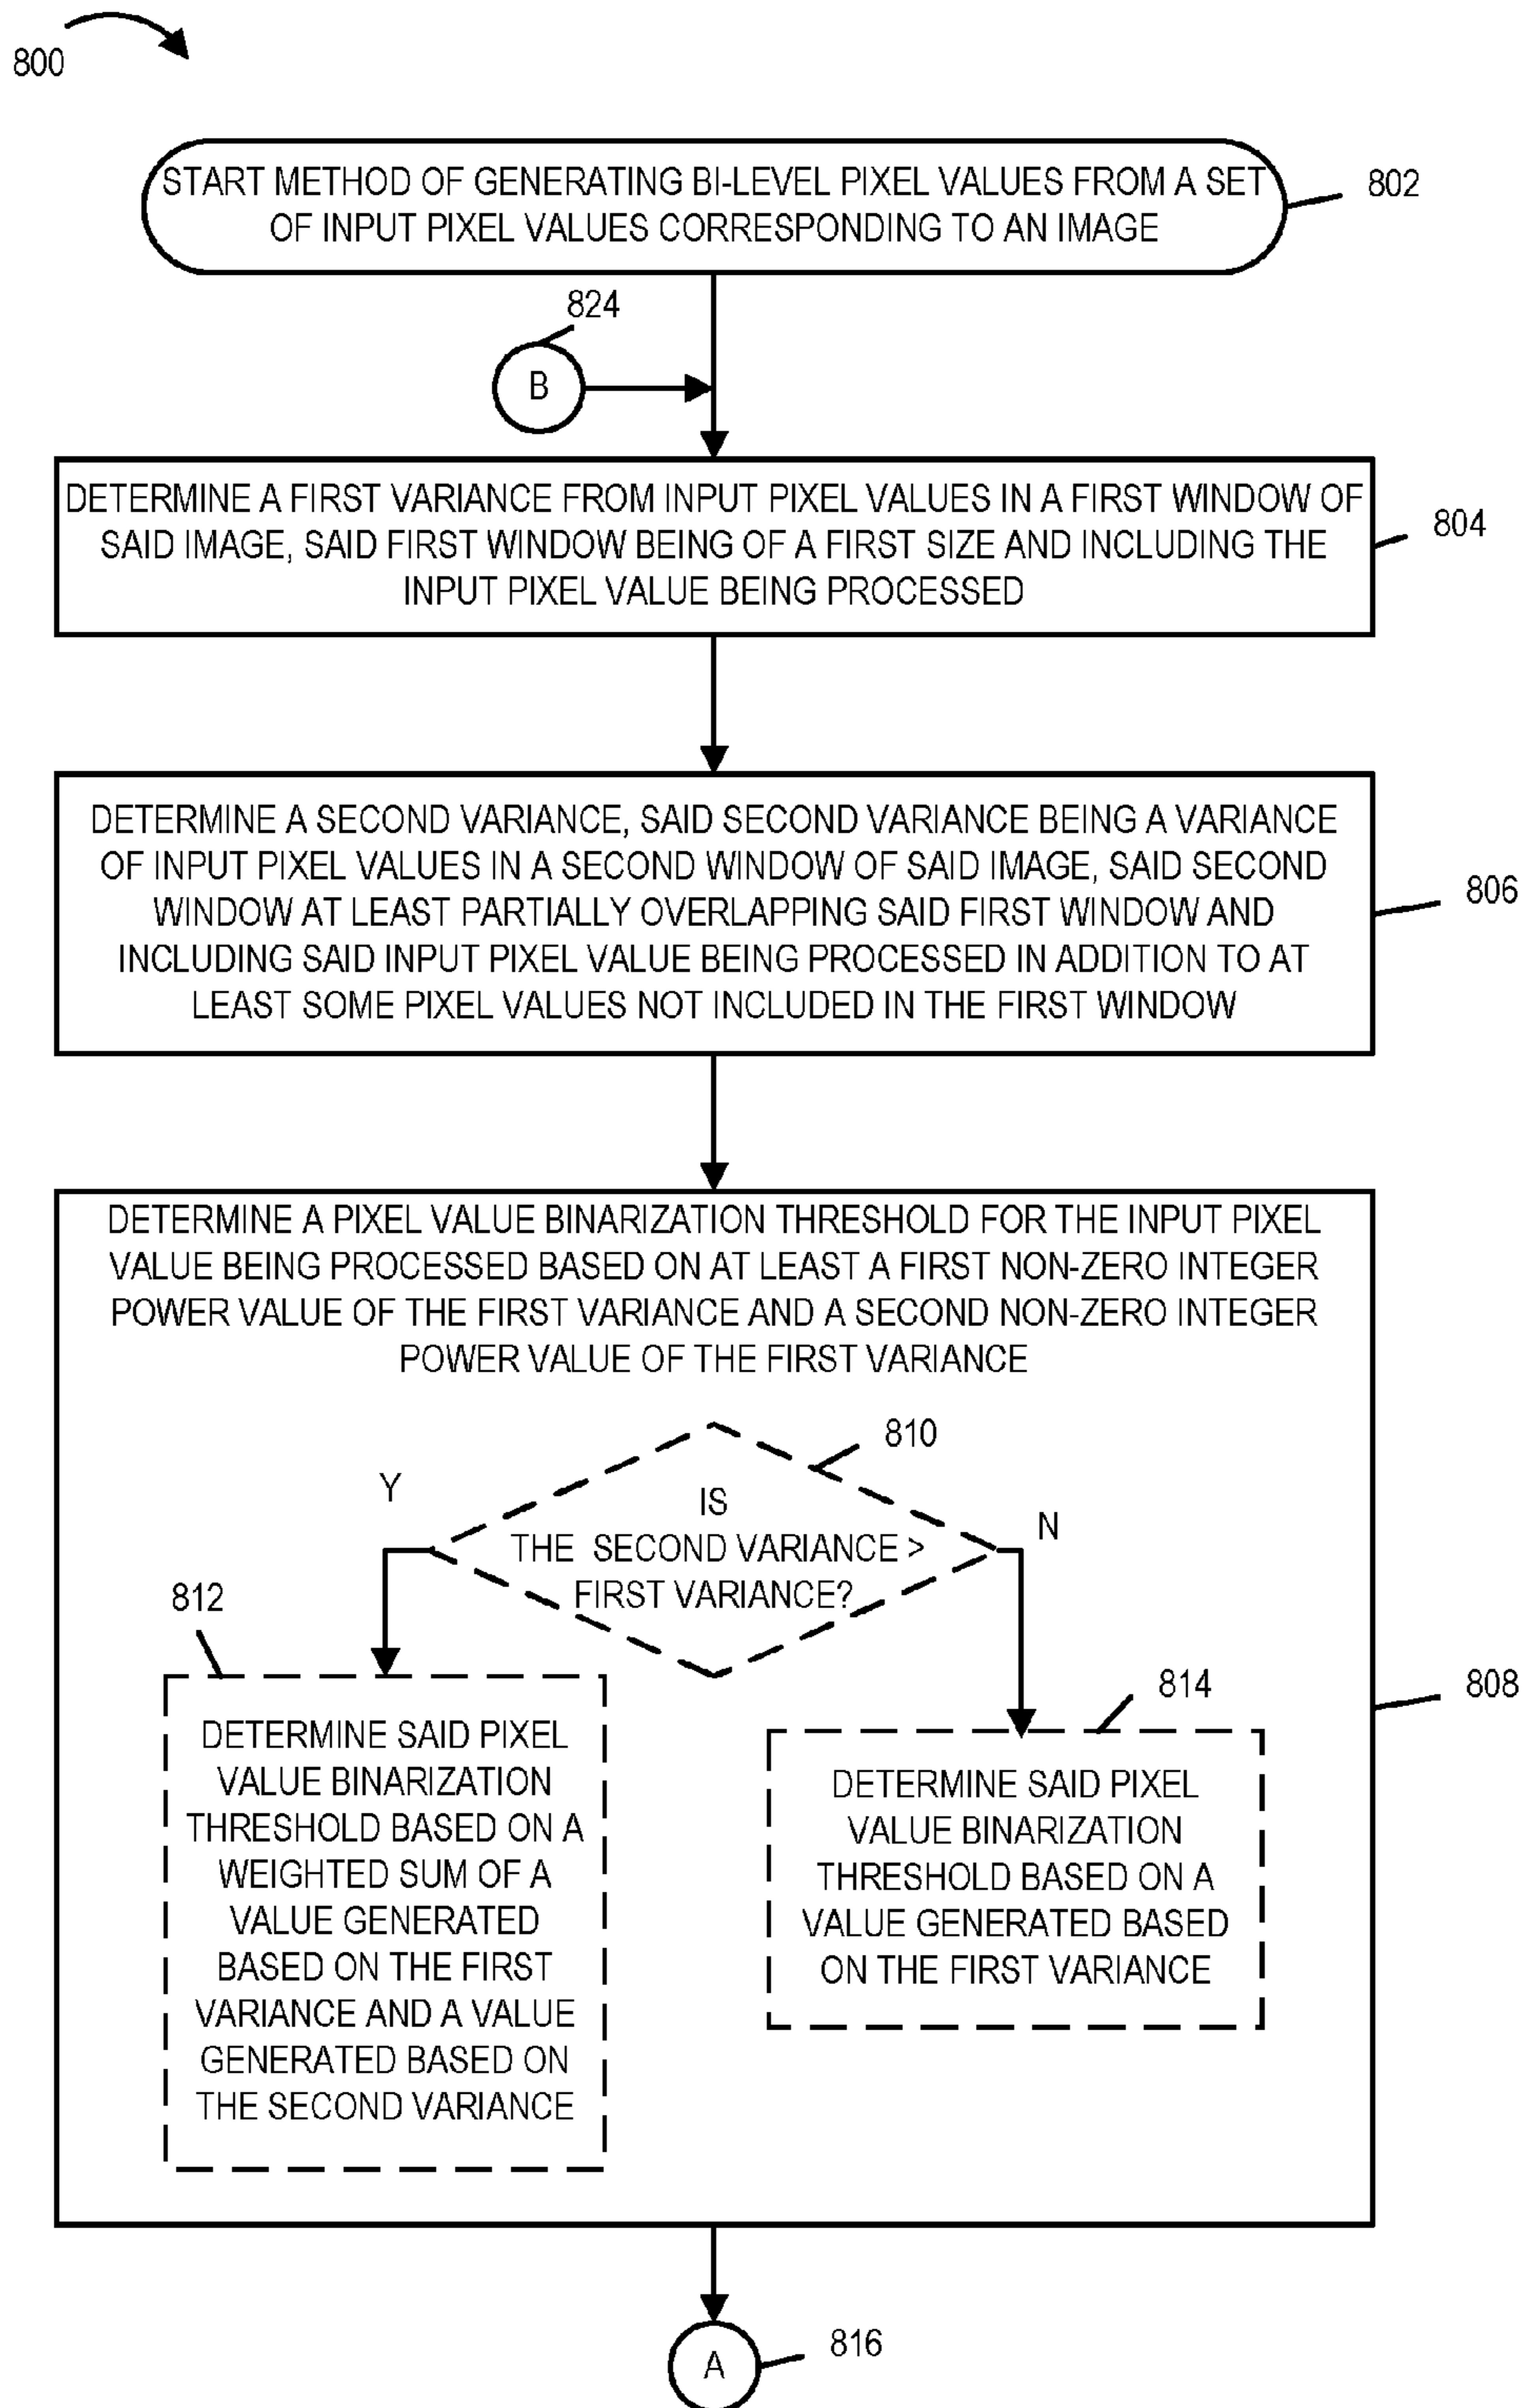 800
START METHOD OF GENERATING BI-LEVEL PIXEL VALUES FROM A SET
OF INPUT PIXEL VALUES CORRESPONDING TO AN IMAGE
802
824
B
DETERMINE A FIRST VARIANCE FROM INPUT PIXEL VALUES IN A FIRST WINDOW OF
SAID IMAGE, SAID FIRST WINDOW BEING OF A FIRST SIZE AND INCLUDING THE
INPUT PIXEL VALUE BEING PROCESSED
804
DETERMINE A SECOND VARIANCE, SAID SECOND VARIANCE BEING A VARIANCE
OF INPUT PIXEL VALUES IN A SECOND WINDOW OF SAID IMAGE, SAID SECOND
WINDOW AT LEAST PARTIALLY OVERLAPPING SAID FIRST WINDOW AND
INCLUDING SAID INPUT PIXEL VALUE BEING PROCESSED IN ADDITION TO AT
LEAST SOME PIXEL VALUES NOT INCLUDED IN THE FIRST WINDOW
806
DETERMINE A PIXEL VALUE BINARIZATION THRESHOLD FOR THE INPUT PIXEL
VALUE BEING PROCESSED BASED ON AT LEAST A FIRST NON-ZERO INTEGER
POWER VALUE OF THE FIRST VARIANCE AND A SECOND NON-ZERO INTEGER
POWER VALUE OF THE FIRST VARIANCE
810
Y
IS
THE SECOND VARIANCE >
FIRST VARIANCE?
N
812
DETERMINE SAID PIXEL
VALUE BINARIZATION
THRESHOLD BASED ON A
WEIGHTED SUM OF A
VALUE GENERATED
BASED ON THE FIRST
VARIANCE AND A VALUE
GENERATED BASED ON
THE SECOND VARIANCE
814
DETERMINE SAID PIXEL
VALUE BINARIZATION
THRESHOLD BASED ON A
VALUE GENERATED BASED
ON THE FIRST VARIANCE
808
A
816